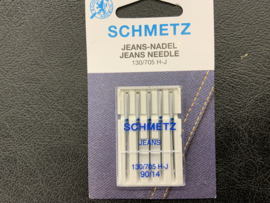 SCHMETZ
JEANS-NADEL
JEANS NEEDLE
130/705 H-J
SCHMETZ
JEANS
130/705 H-J
90/14